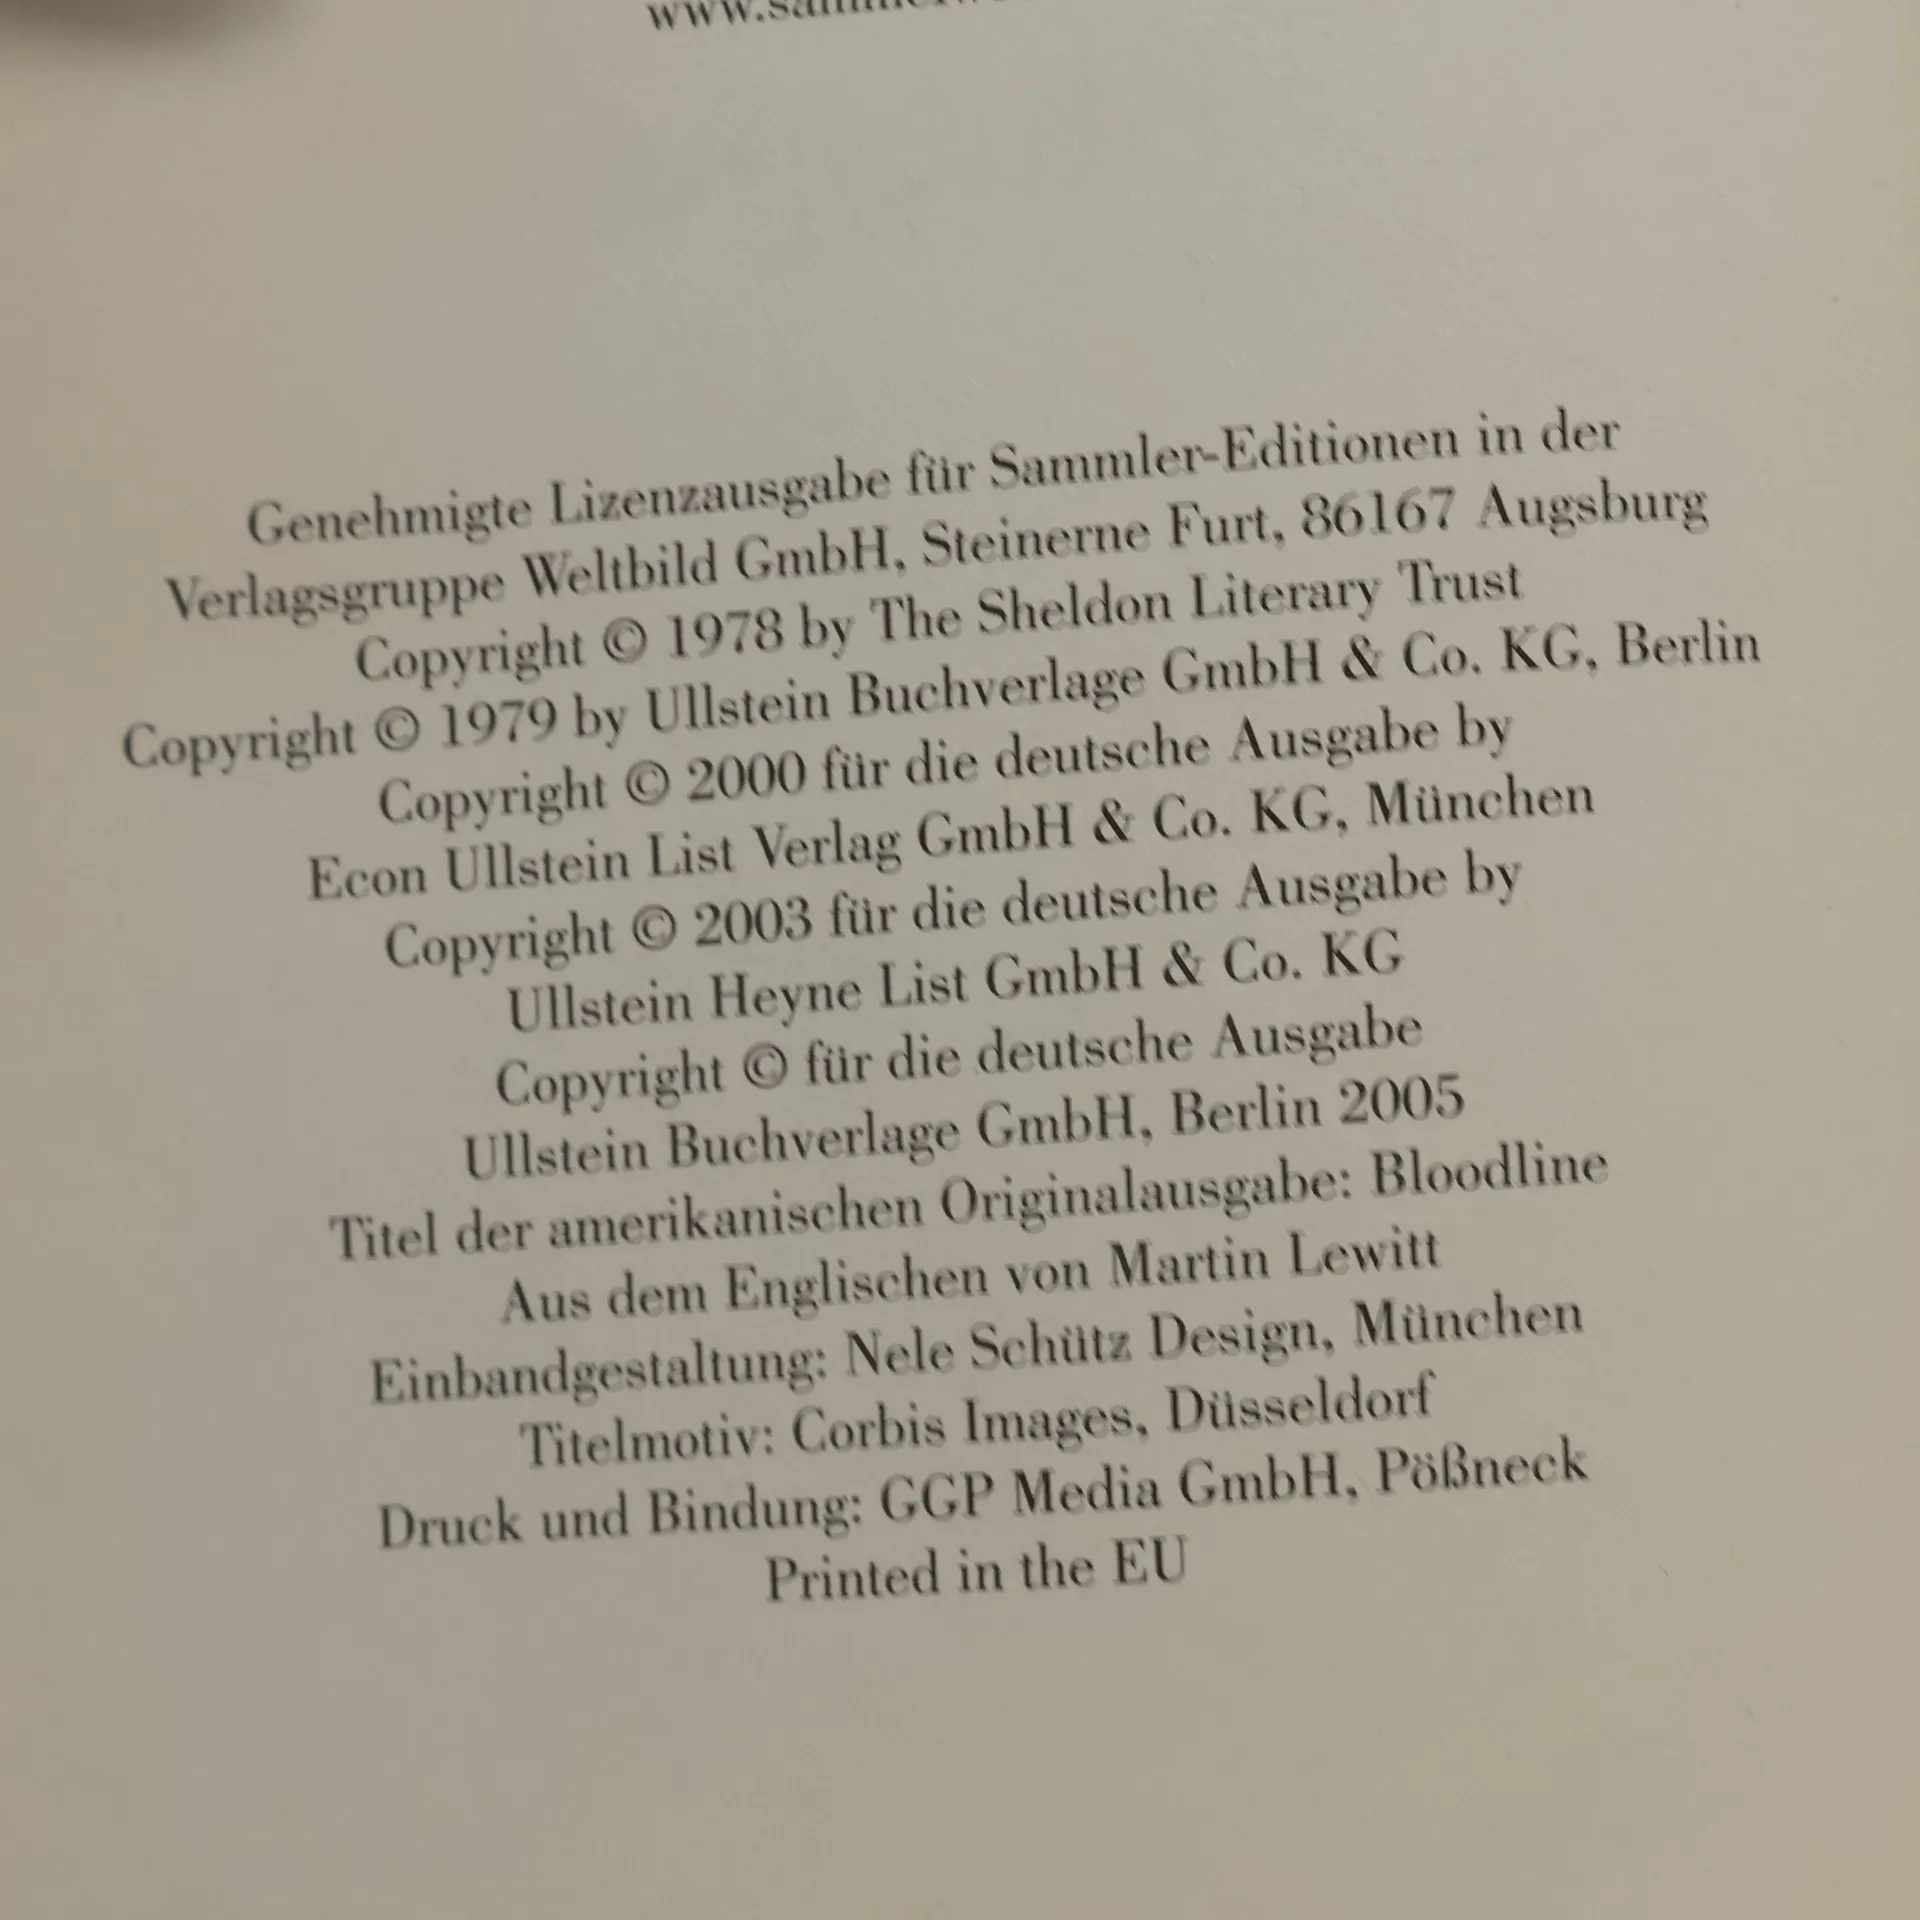 Genehmigte Lizenzausgabe für Sammler-Editionen in der
Verlagsgruppe Weltbild GmbH, Steinerne Furt, 86167 Augsburg
Copyright © 1978 by The Sheldon Literary Trust
Copyright © 1979 by Ullstein Buchverlage GmbH & Co. KG, Berlin
Copyright © 2000 für die deutsche Ausgabe by
Econ Ullstein List Verlag GmbH & Co. KG, München
Copyright © 2003 für die deutsche Ausgabe by
Ullstein Heyne List GmbH & Co. KG
Copyright © für die deutsche Ausgabe
Ullstein Buchverlage GmbH, Berlin 2005
Titel der amerikanischen Originalausgabe: Bloodline
Aus dem Englischen von Martin Lewitt
Einbandgestaltung: Nele Schütz Design, München
Titelmotiv: Corbis Images, Düsseldorf
Druck und Bindung: GGP Media GmbH, Pößneck
Printed in the EU